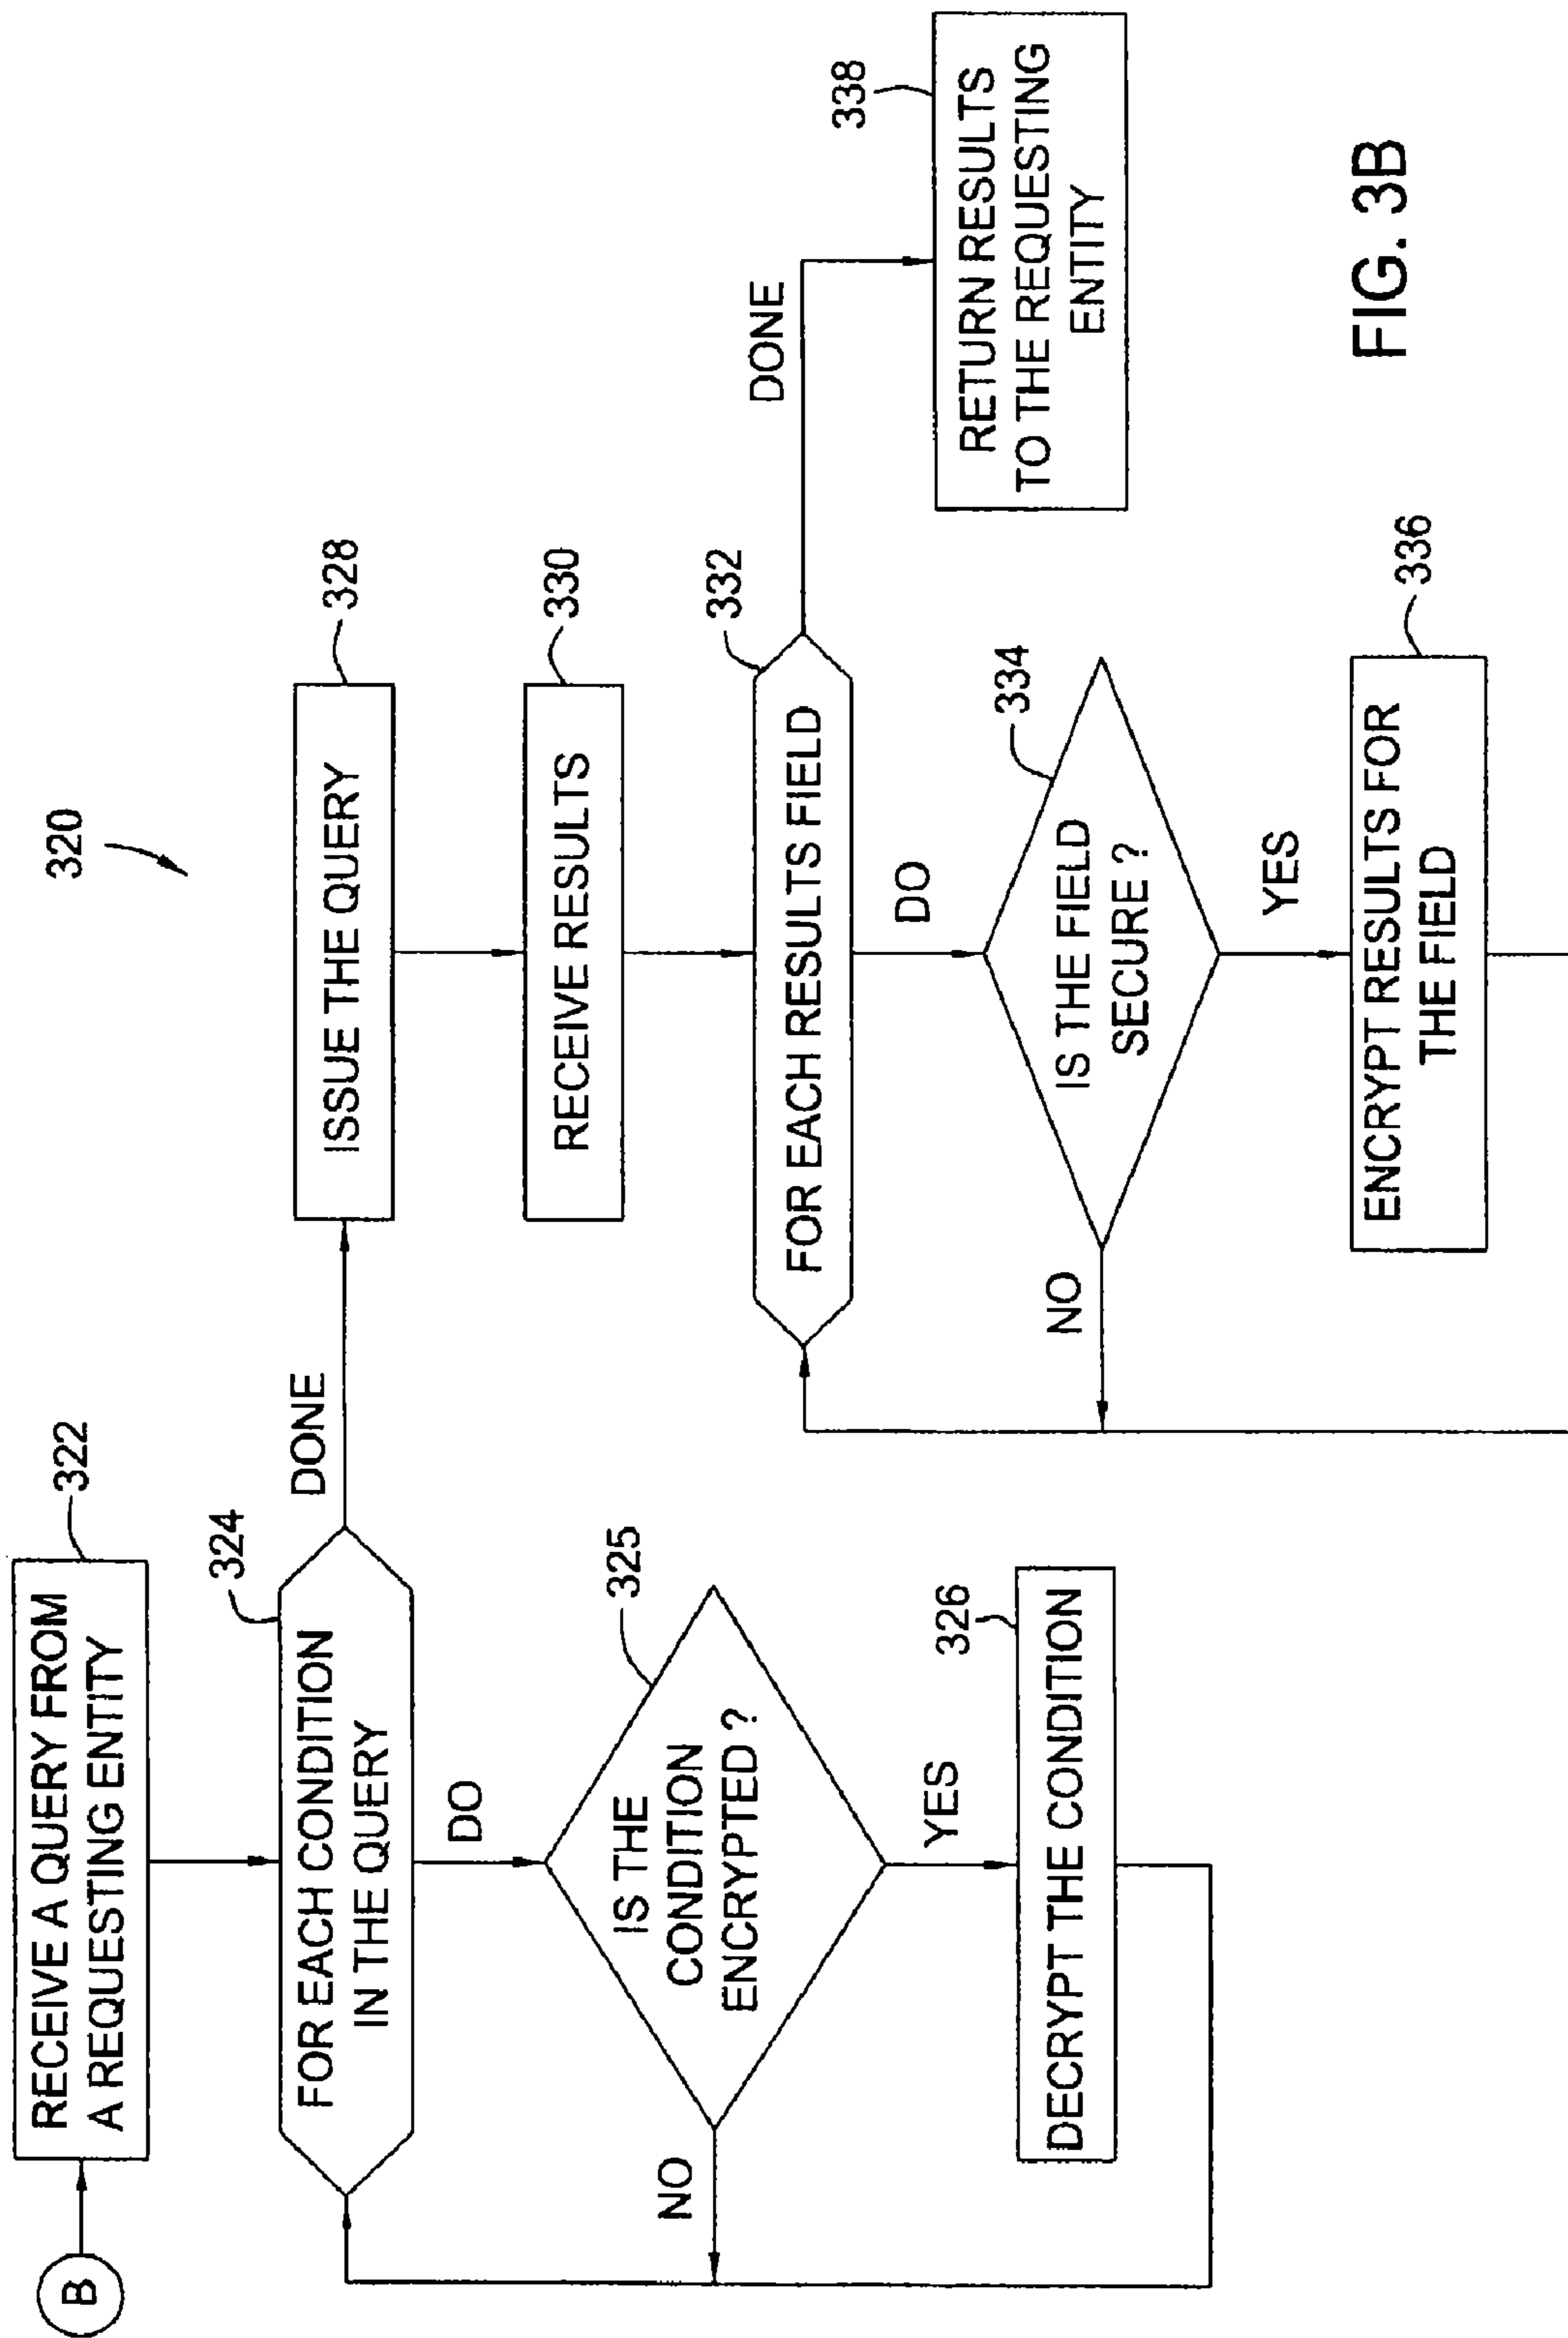 320
B
RECEIVE A QUERY FROM
A REQUESTING ENTITY
322
FOR EACH CONDITION
IN THE QUERY
324
DONE
DO
IS THE
CONDITION
ENCRYPTED ?
325
NO
YES
DECRYPT THE CONDITION
326
ISSUE THE QUERY
328
RECEIVE RESULTS
330
FOR EACH RESULTS FIELD
332
DONE
DO
IS THE FIELD
SECURE ?
334
NO
YES
ENCRYPT RESULTS FOR
THE FIELD
336
RETURN RESULTS
TO THE REQUESTING
ENTITY
338
FIG. 3B